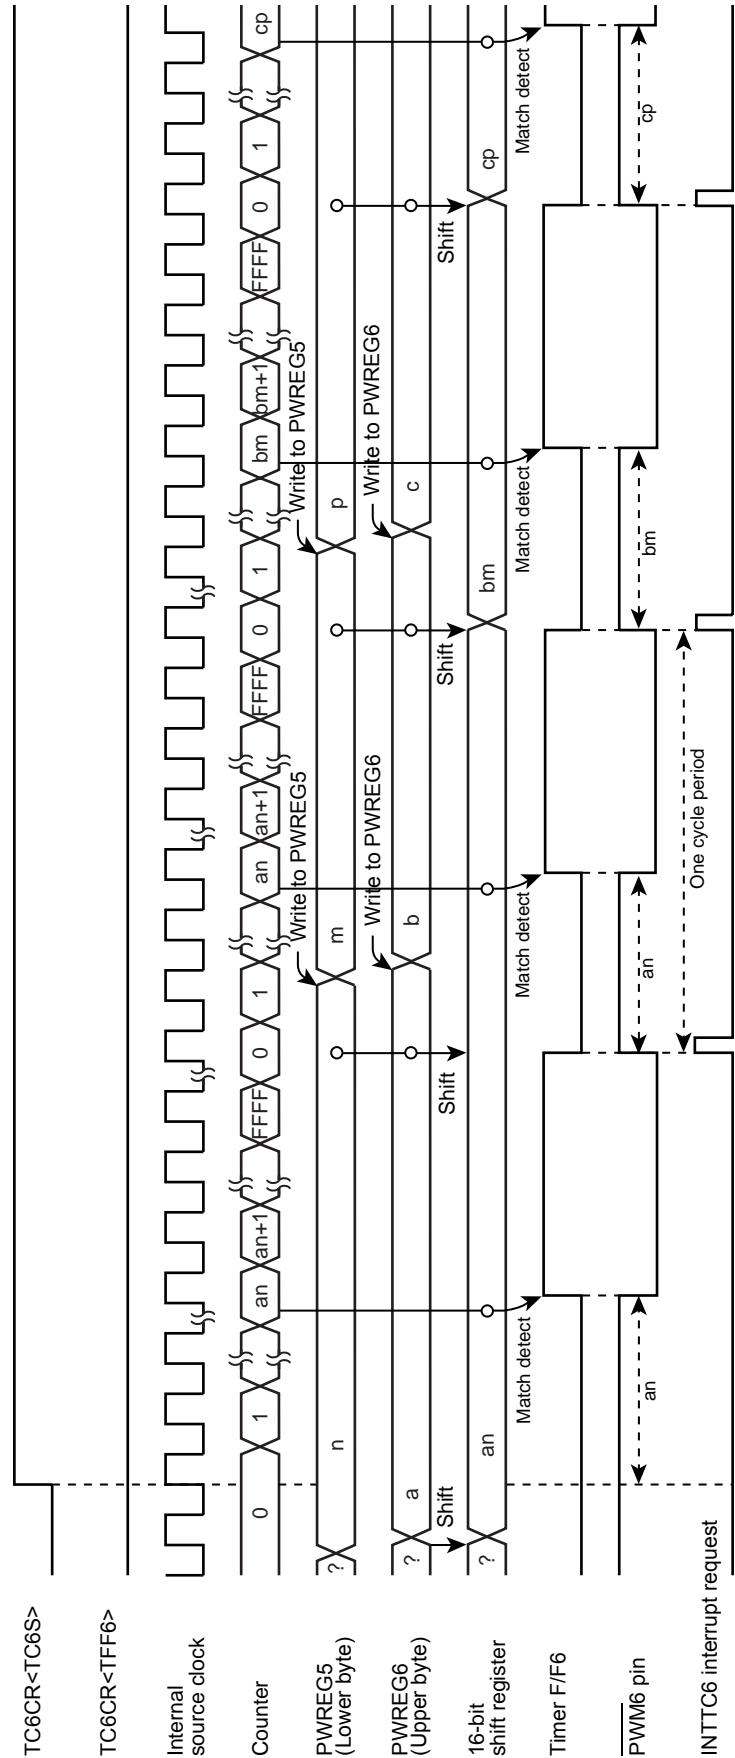 TC6CR<TC6S>
TC6CR<TFF6>
Internal
source clock
Counter
0 1 an an+1 FFFF 0 1 an an+1 FFFF 0 1 bm bm+1 FFFF 0 1 cp
Write to PWREG5
Write to PWREG5
PWREG5
(Lower byte)
? n m p
Write to PWREG6
Write to PWREG6
PWREG6
(Upper byte)
? a b c
Shift
Shift
Shift
Shift
16-bit
shift register
? an bm cp
Match detect
Match detect
Match detect
Match detect
Timer F/F6
PWM6 pin
an an bm cp
One cycle period
INTTC6 interrupt request